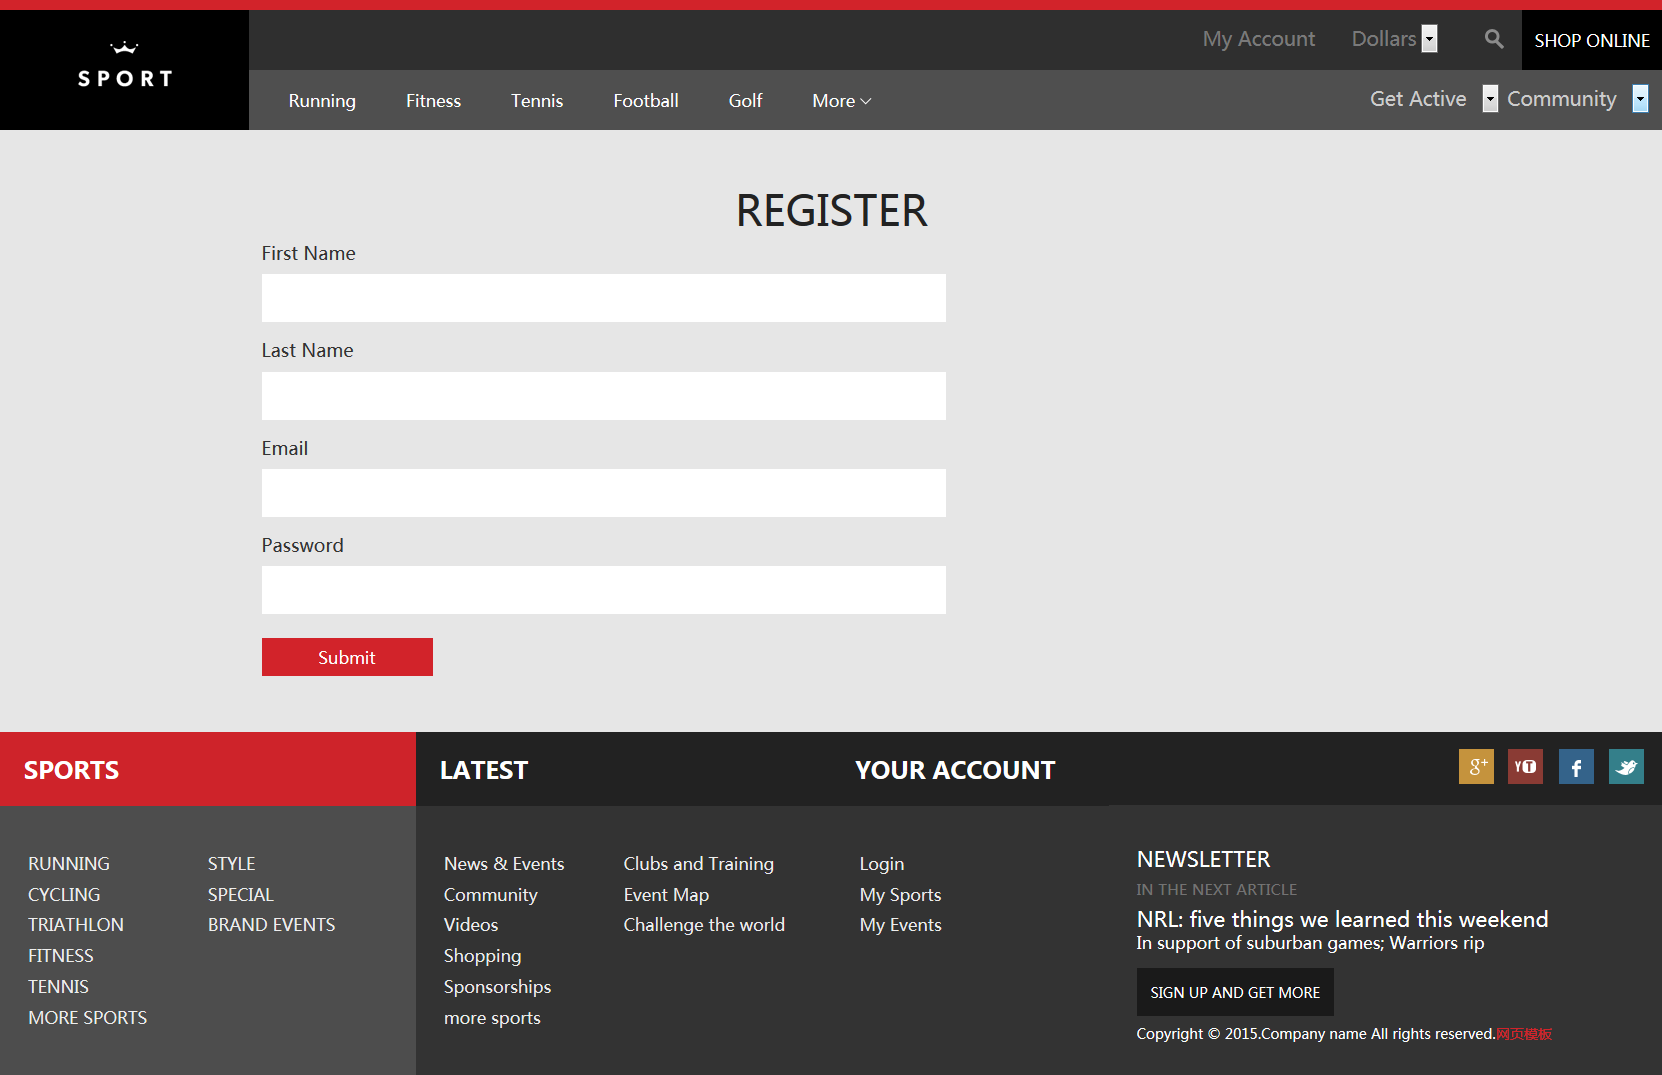 My Account Dollars SHOP ONLINE
SPORT
Running Fitness Tennis Football Golf More Get Active Community
REGISTER
First Name
Last Name
Email
Password
Submit
SPORTS LATEST YOUR ACCOUNT g+ YT f
RUNNING
CYCLING
TRIATHLON
FITNESS
TENNIS
MORE SPORTS
STYLE
SPECIAL
BRAND EVENTS
News & Events
Community
Videos
Shopping
Sponsorships
more sports
Clubs and Training
Event Map
Challenge the world
Login
My Sports
My Events
NEWSLETTER
IN THE NEXT ARTICLE
NRL: five things we learned this weekend
In support of suburban games; Warriors rip
SIGN UP AND GET MORE
Copyright © 2015.Company name All rights reserved.网页模板